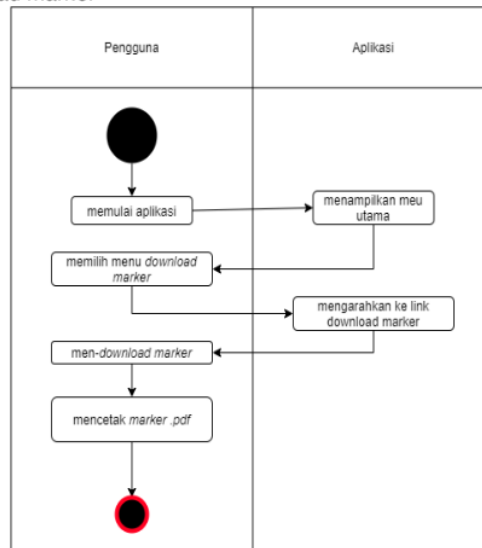 Pengguna
Aplikasi
memulai aplikasi
menampilkan meu
utama
memilih menu download
marker
mengarahkan ke link
download marker
men-download marker
mencetak marker .pdf